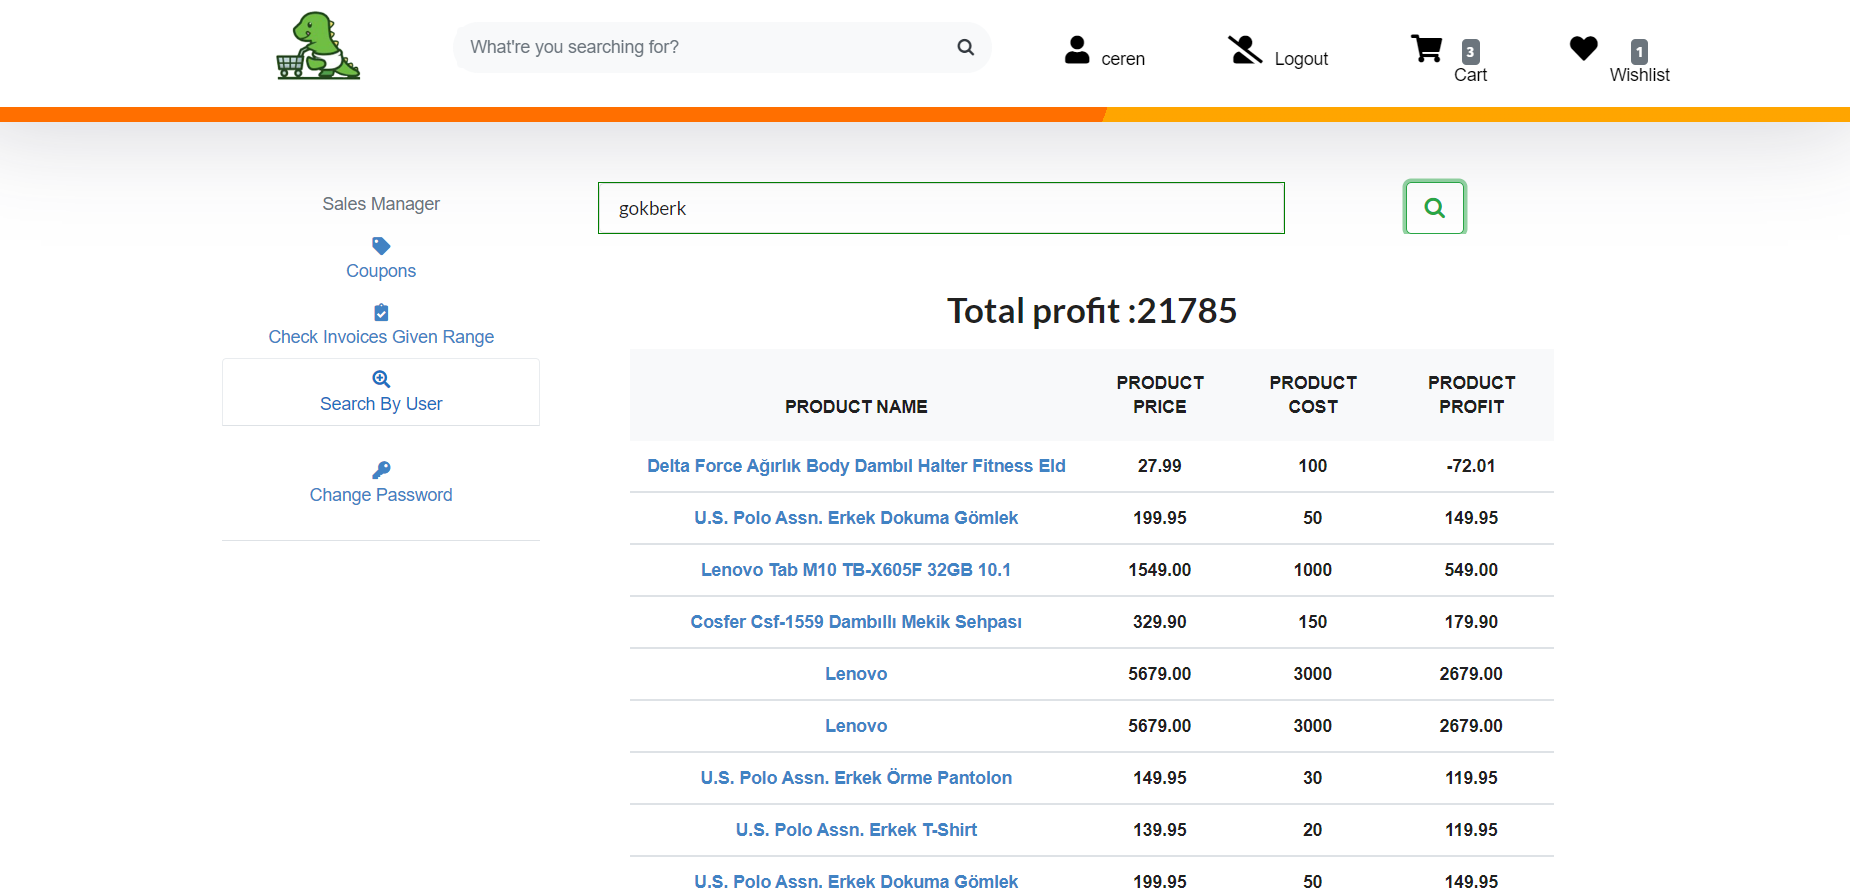 What're you searching for?
ceren
Logout
3
Cart
1
Wishlist
Sales Manager
Coupons
Check Invoices Given Range
Search By User
Change Password
gokberk
Total profit :21785
PRODUCT NAME PRODUCT PRICE PRODUCT COST PRODUCT PROFIT
Delta Force Ağırlık Body Dambıl Halter Fitness Eld 27.99 100 -72.01
U.S. Polo Assn. Erkek Dokuma Gömlek 199.95 50 149.95
Lenovo Tab M10 TB-X605F 32GB 10.1 1549.00 1000 549.00
Cosfer Csf-1559 Dambıllı Mekik Sehpası 329.90 150 179.90
Lenovo 5679.00 3000 2679.00
Lenovo 5679.00 3000 2679.00
U.S. Polo Assn. Erkek Örme Pantolon 149.95 30 119.95
U.S. Polo Assn. Erkek T-Shirt 139.95 20 119.95
U.S. Polo Assn. Erkek Dokuma Gömlek 199.95 50 149.95